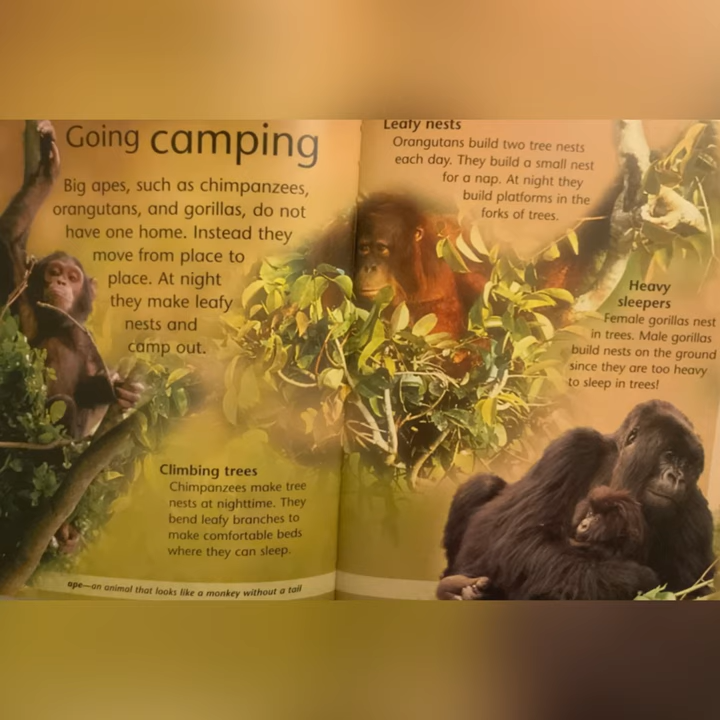 Going camping
Big apes, such as chimpanzees,
orangutans, and gorillas, do not
have one home. Instead they
move from place to
place. At night
they make leafy
nests and
camp out.
Climbing trees
Chimpanzees make tree
nests at nighttime. They
bend leafy branches to
make comfortable beds
where they can sleep.
ape—an animal that looks like a monkey without a tail
Leafy nests
Orangutans build two tree nests
each day. They build a small nest
for a nap. At night they
build platforms in the
forks of trees.
Heavy
sleepers
Female gorillas nest
in trees. Male gorillas
build nests on the ground
since they are too heavy
to sleep in trees!